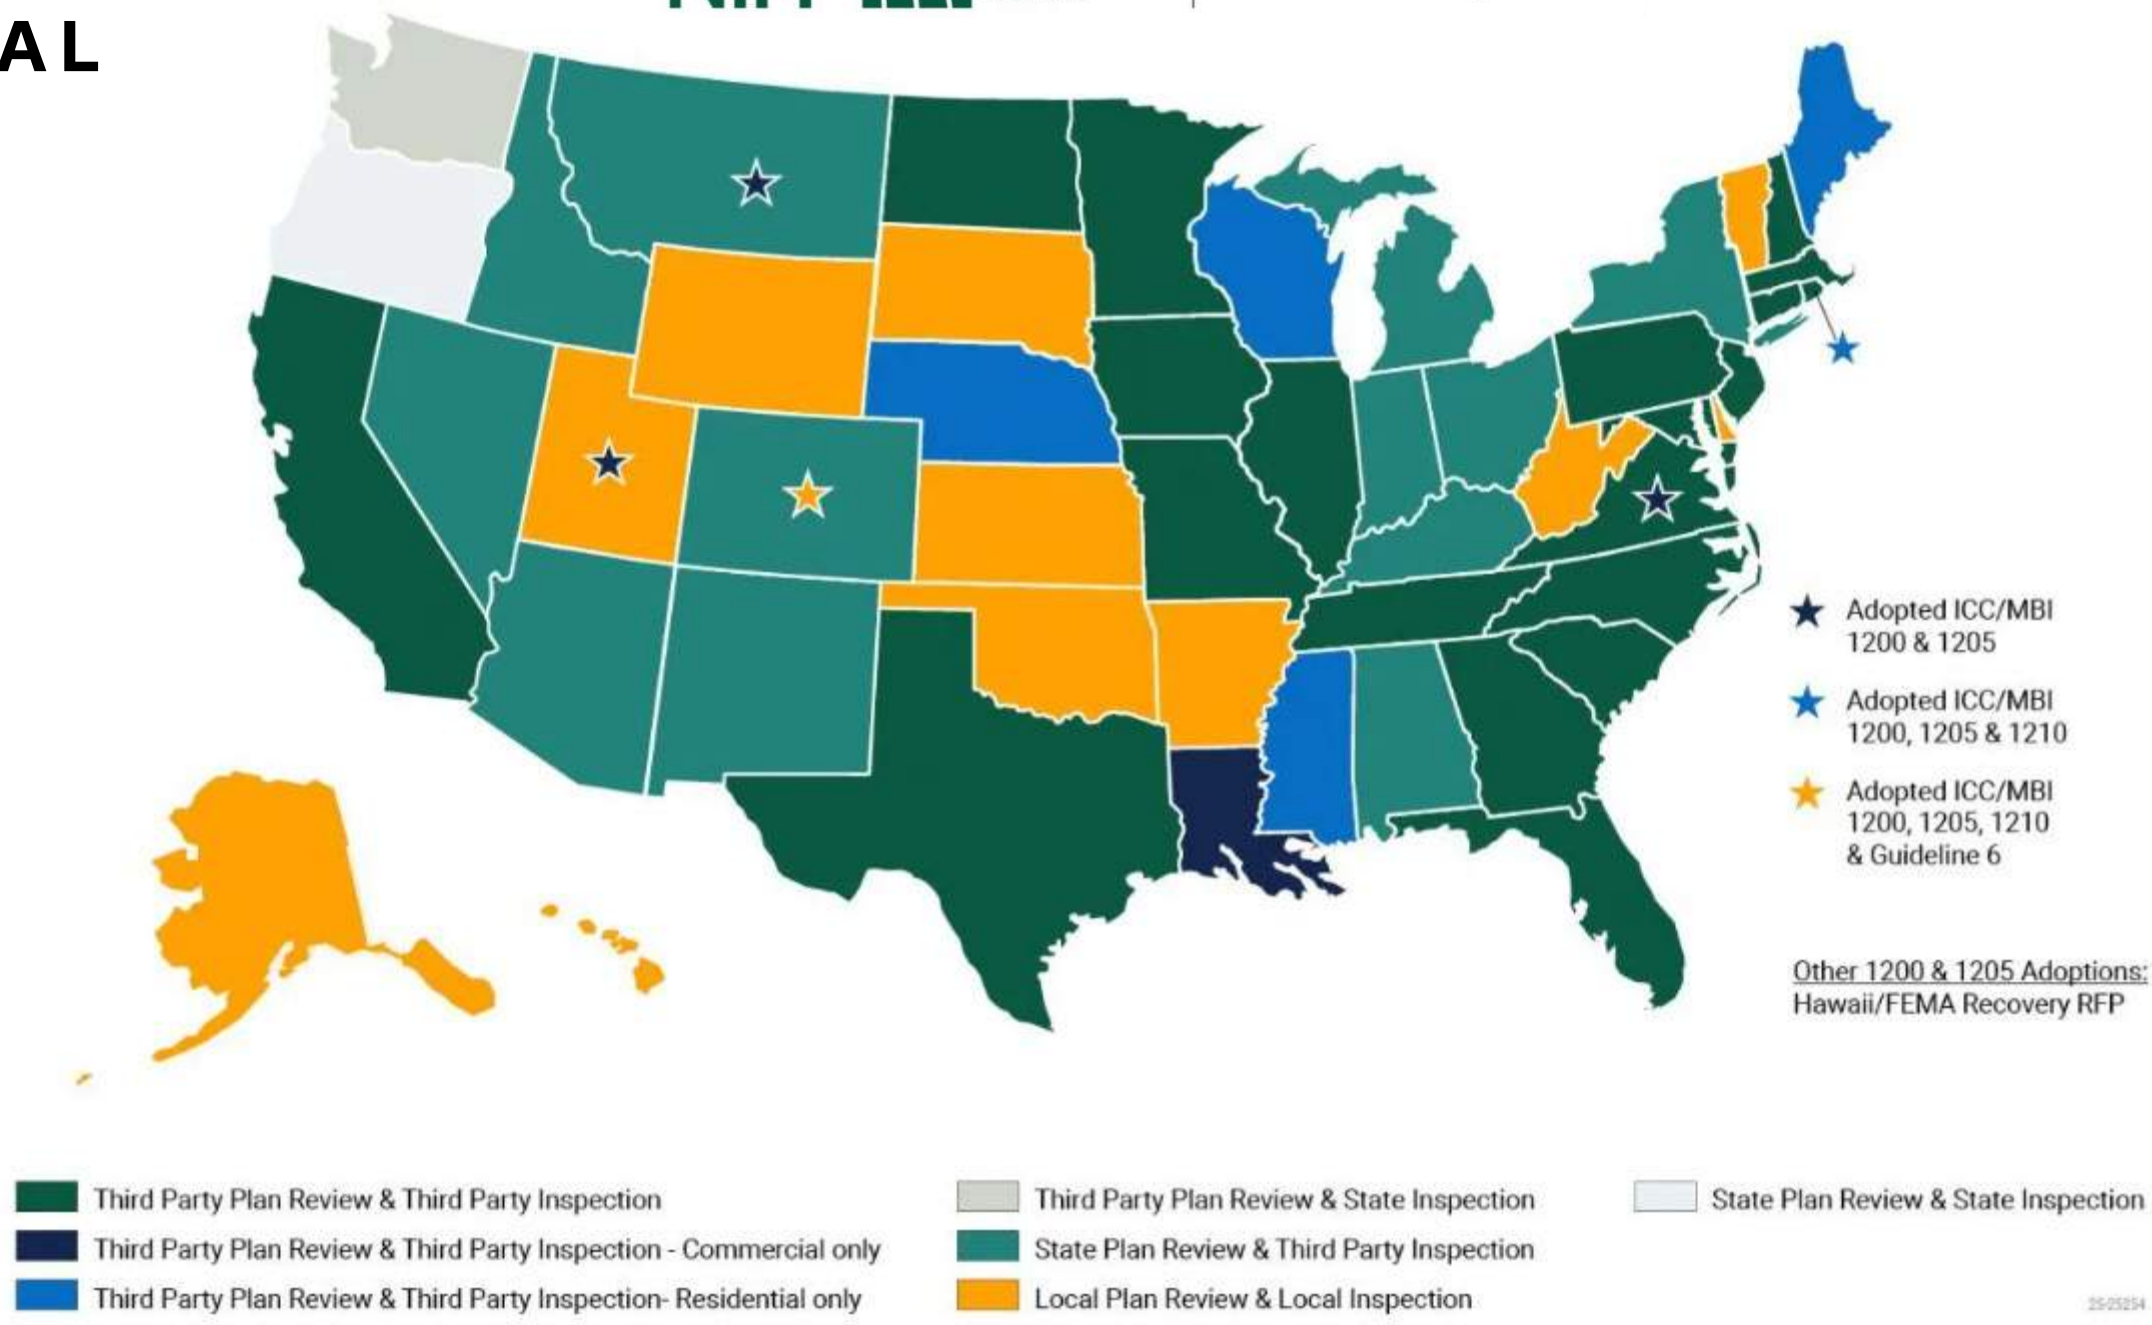 AL
Adopted ICC/MBI
1200 & 1205
Adopted ICC/MBI
1200, 1205 & 1210
Adopted ICC/MBI
1200, 1205, 1210
& Guideline 6
Other 1200 & 1205 Adoptions:
Hawaii/FEMA Recovery RFP
Third Party Plan Review & Third Party Inspection
Third Party Plan Review & Third Party Inspection - Commercial only
Third Party Plan Review & Third Party Inspection- Residential only
Third Party Plan Review & State Inspection
State Plan Review & Third Party Inspection
Local Plan Review & Local Inspection
State Plan Review & State Inspection
25-25254